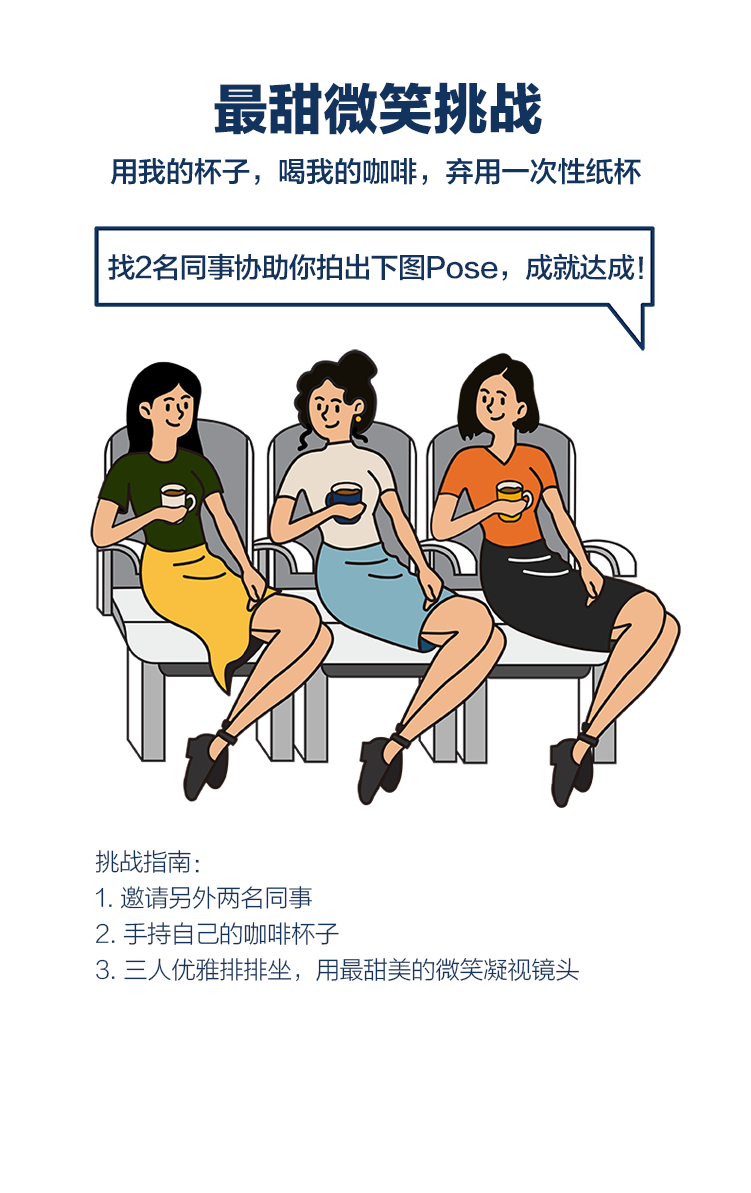 最甜微笑挑战
用我的杯子，喝我的咖啡，弃用一次性纸杯
找2名同事协助你拍出下图Pose，成就达成！
挑战指南：
1. 邀请另外两名同事
2. 手持自己的咖啡杯子
3. 三人优雅排排坐，用最甜美的微笑凝视镜头